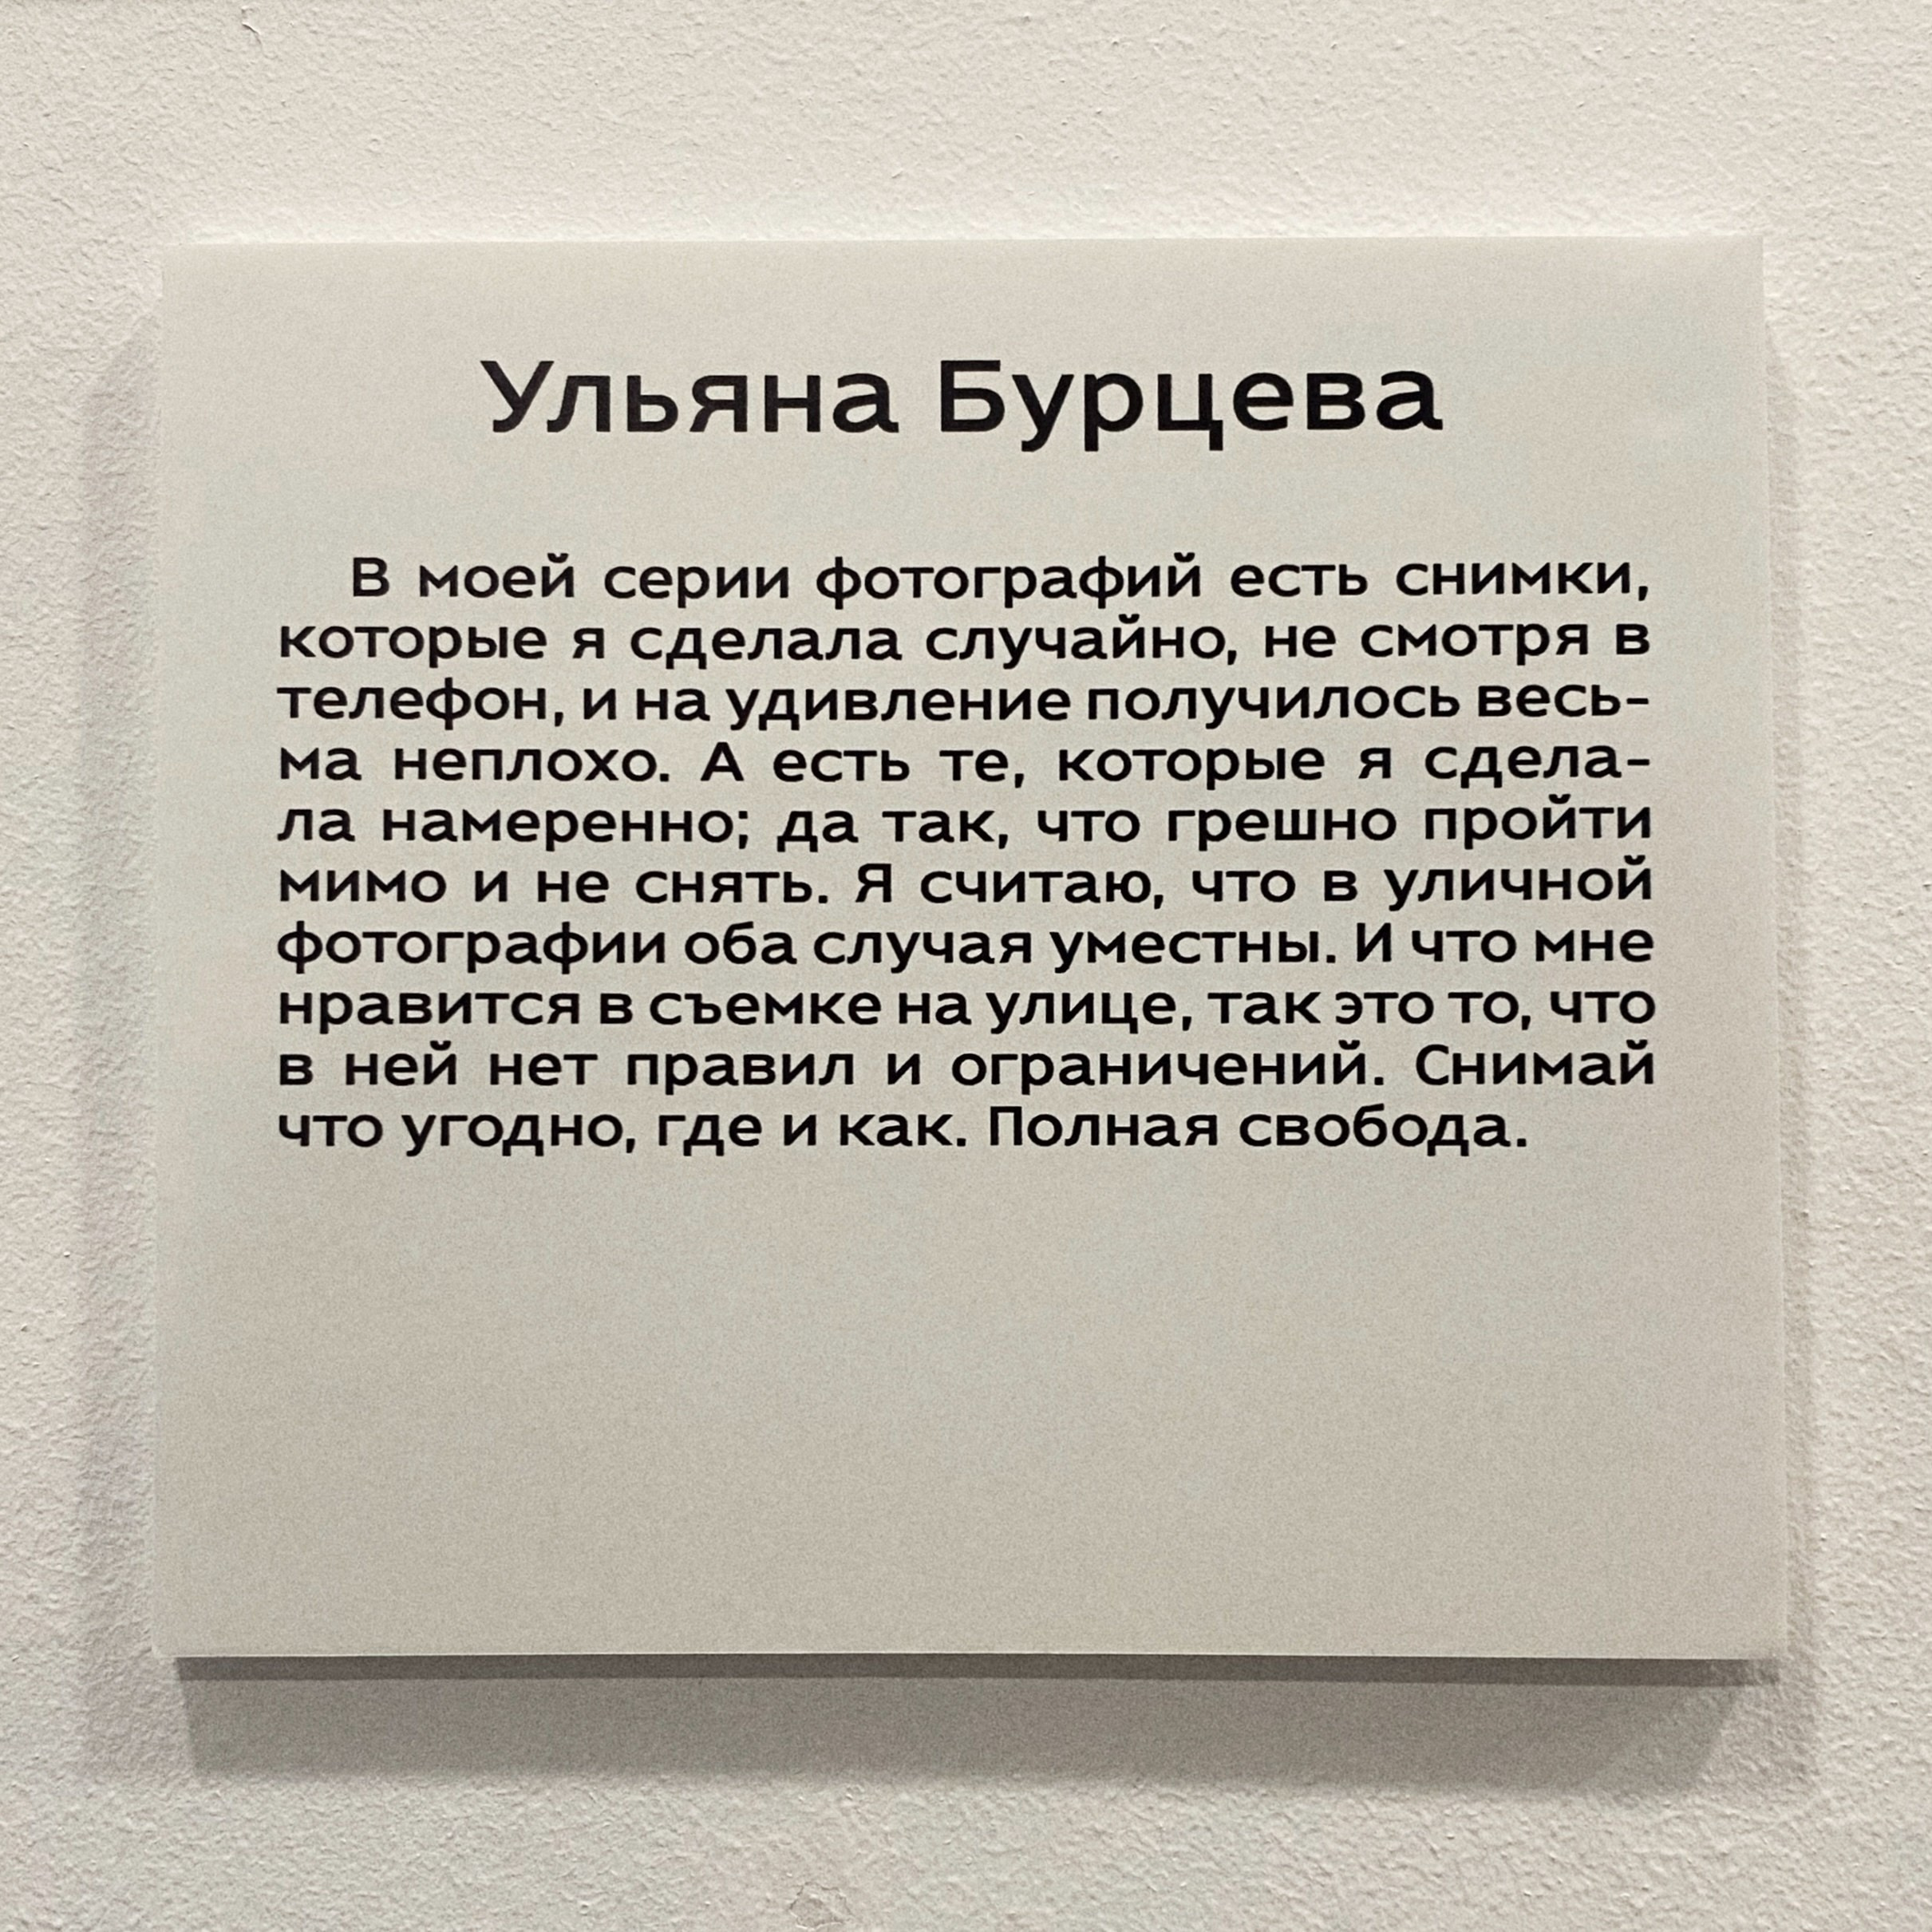 Ульяна Бурцева
В моей серии фотографий есть снимки,
которые я сделала случайно, не смотря в
телефон, и на удивление получилось весь-
ма неплохо. А есть те, которые я сдела-
ла намеренно; да так, что грешно пройти
мимо и не снять. Я считаю, что в уличной
фотографии оба случая уместны. И что мне
нравится в съемке на улице, так это то, что
в ней нет правил и ограничений. Снимай
что угодно, где и как. Полная свобода.